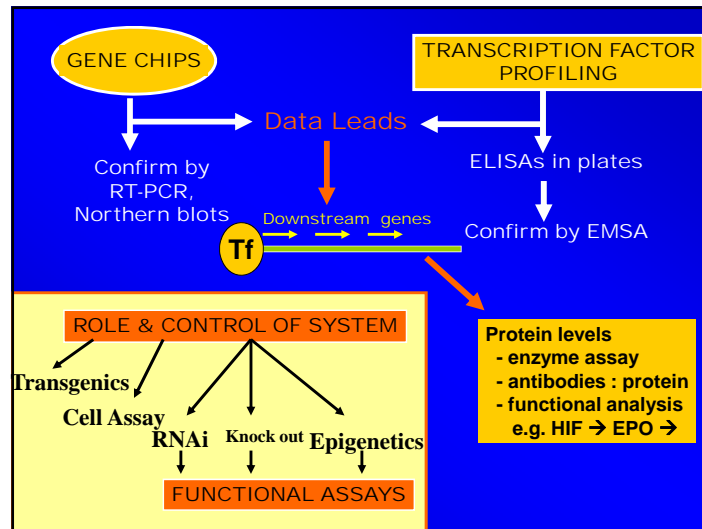 GENE CHIPS
TRANSCRIPTION FACTOR
PROFILING
Data Leads
Confirm by
RT-PCR,
Northern blots
ELISAs in plates
Confirm by EMSA
Downstream genes
Tf
ROLE & CONTROL OF SYSTEM
Transgenics
Cell Assay
RNAi
Knock out
Epigenetics
FUNCTIONAL ASSAYS
Protein levels
- enzyme assay
- antibodies : protein
- functional analysis
e.g. HIF → EPO →